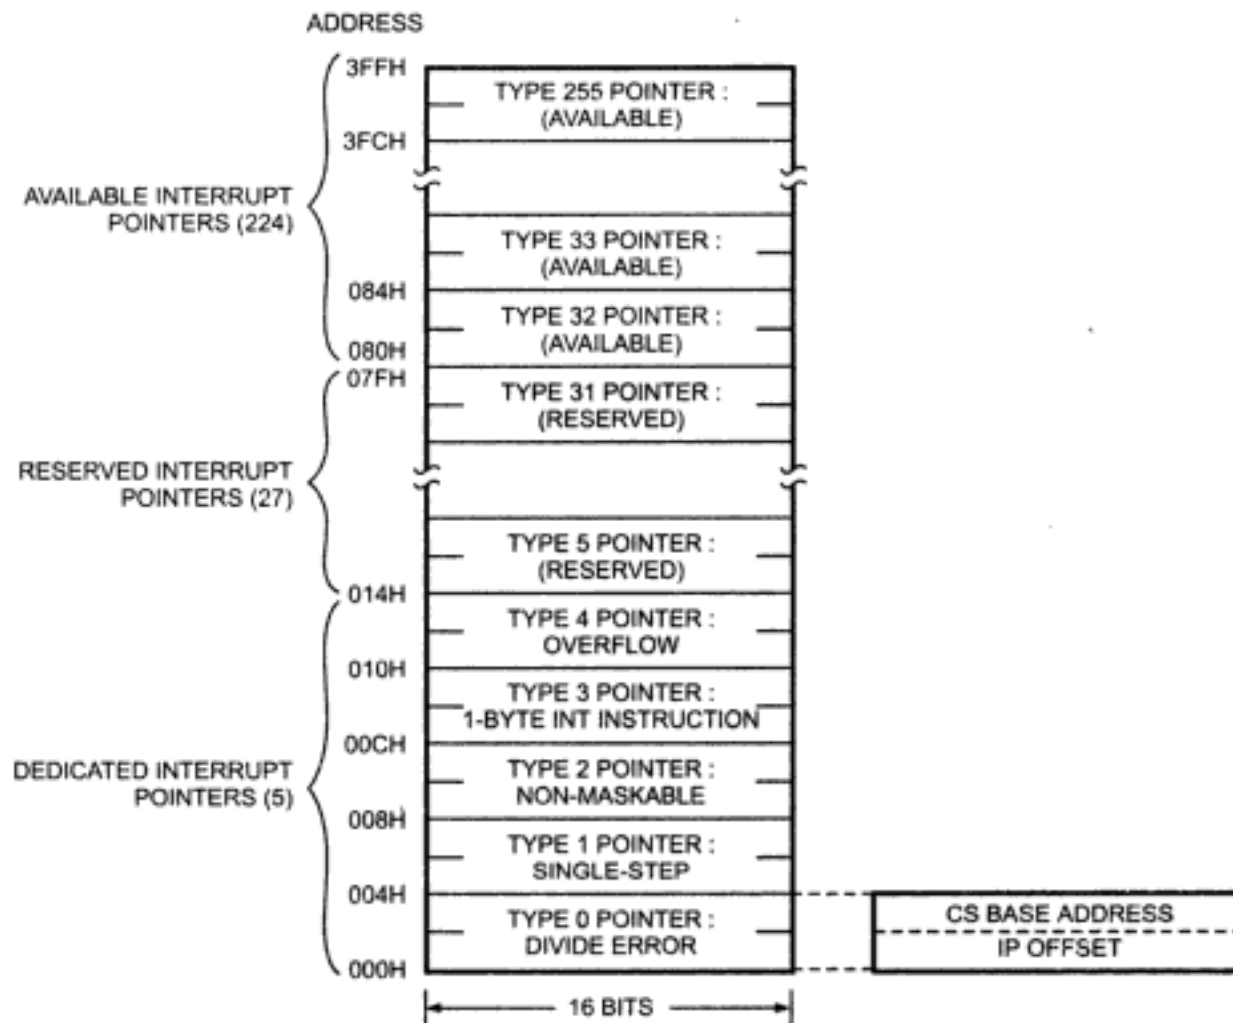 ADDRESS
3FFH
TYPE 255 POINTER :
(AVAILABLE)
3FCH
AVAILABLE INTERRUPT
POINTERS (224)
TYPE 33 POINTER :
(AVAILABLE)
084H
TYPE 32 POINTER :
(AVAILABLE)
080H
07FH
TYPE 31 POINTER :
(RESERVED)
RESERVED INTERRUPT
POINTERS (27)
TYPE 5 POINTER :
(RESERVED)
014H
TYPE 4 POINTER :
OVERFLOW
010H
TYPE 3 POINTER :
1-BYTE INT INSTRUCTION
00CH
DEDICATED INTERRUPT
POINTERS (5)
TYPE 2 POINTER :
NON-MASKABLE
008H
TYPE 1 POINTER :
SINGLE-STEP
004H
TYPE 0 POINTER :
DIVIDE ERROR
000H
CS BASE ADDRESS
IP OFFSET
16 BITS